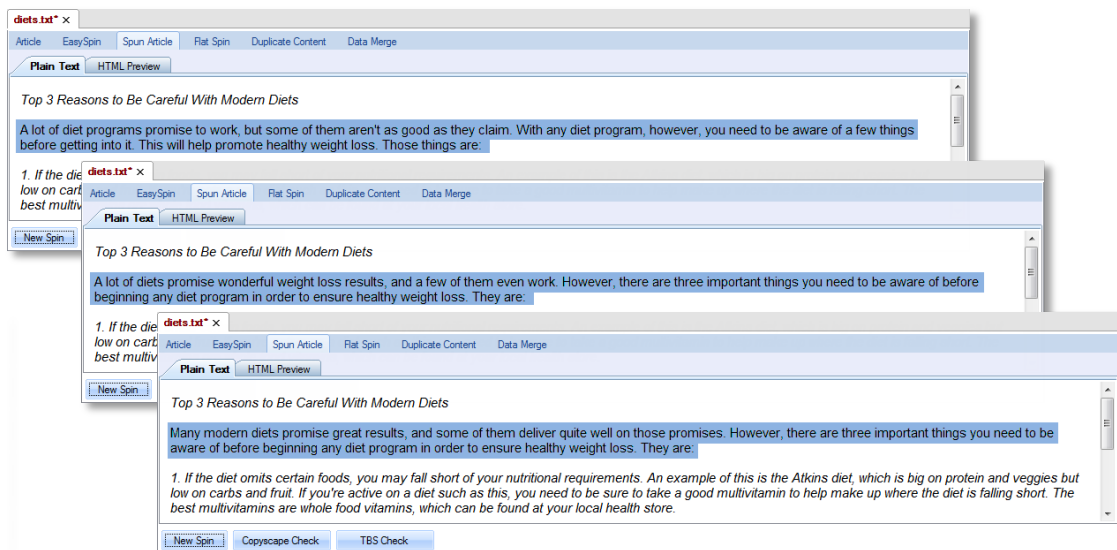 diets.txt* ×
Article EasySpin Spun Article Flat Spin Duplicate Content Data Merge
Plain Text HTML Preview
Top 3 Reasons to Be Careful With Modern Diets
A lot of diet programs promise to work, but some of them aren't as good as they claim. With any diet program, however, you need to be aware of a few things
before getting into it. This will help promote healthy weight loss. Those things are:
1. If the die
low on carb
best multiv
New Spin
diets.txt* ×
Article EasySpin Spun Article Flat Spin Duplicate Content Data Merge
Plain Text HTML Preview
Top 3 Reasons to Be Careful With Modern Diets
A lot of diets promise wonderful weight loss results, and a few of them even work. However, there are three important things you need to be aware of before
beginning any diet program in order to ensure healthy weight loss. They are:
1. If the die
low on carb
best multiv
New Spin
diets.txt* ×
Article EasySpin Spun Article Flat Spin Duplicate Content Data Merge
Plain Text HTML Preview
Top 3 Reasons to Be Careful With Modern Diets
Many modern diets promise great results, and some of them deliver quite well on those promises. However, there are three important things you need to be
aware of before beginning any diet program in order to ensure healthy weight loss. They are:
1. If the diet omits certain foods, you may fall short of your nutritional requirements. An example of this is the Atkins diet, which is big on protein and veggies but
low on carbs and fruit. If you're active on a diet such as this, you need to be sure to take a good multivitamin to help make up where the diet is falling short. The
best multivitamins are whole food vitamins, which can be found at your local health store.
New Spin Copyscape Check TBS Check